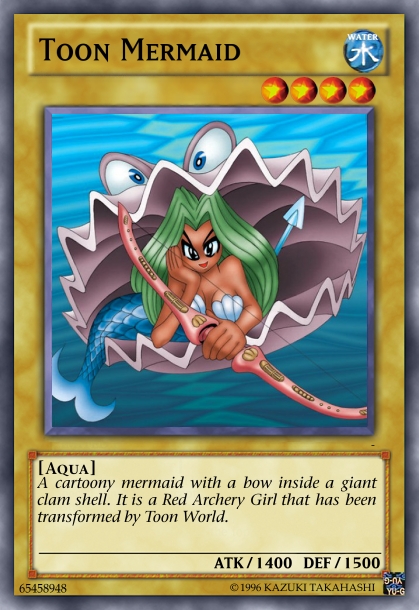 TOON MERMAID
WATER
水
[AQUA]
A cartoony mermaid with a bow inside a giant
clam shell. It is a Red Archery Girl that has been
transformed by Toon World.
ATK / 1400 DEF / 1500
65458948
©1996 KAZUKI TAKAHASHI